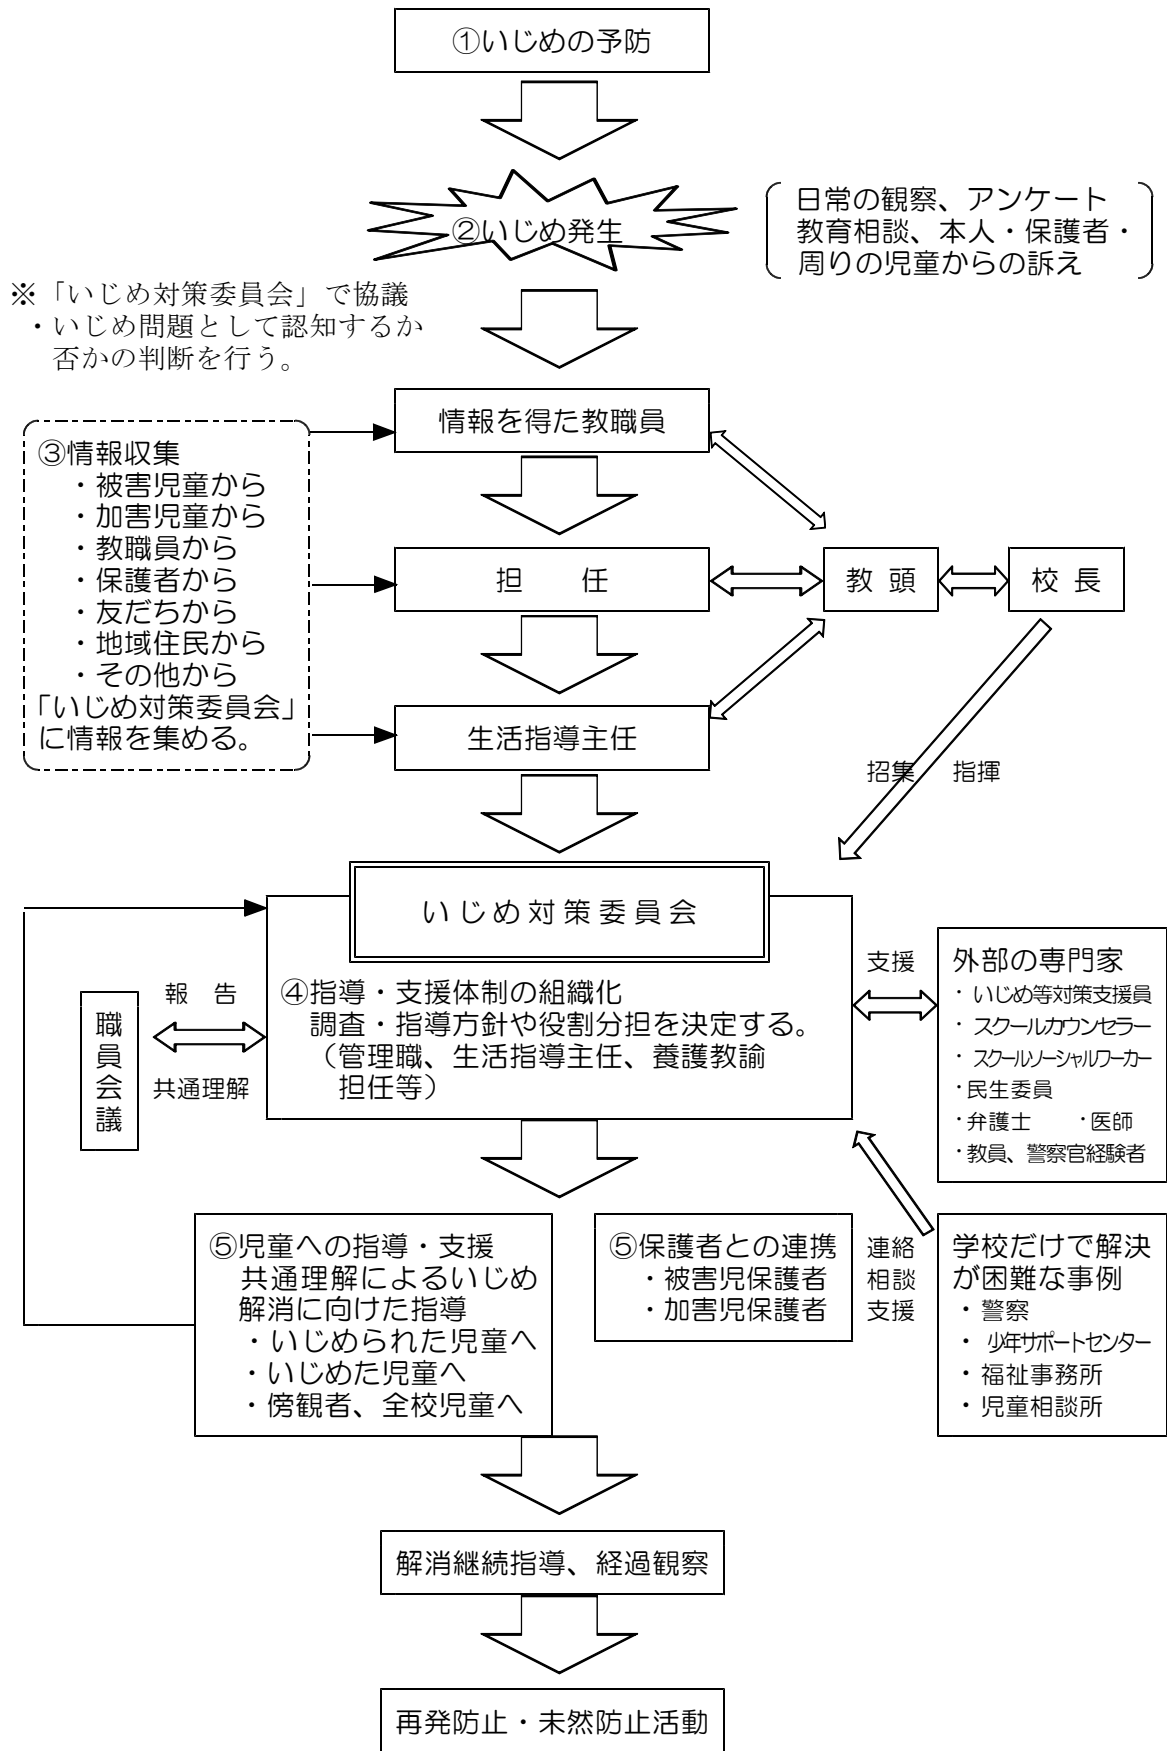 ①いじめの予防
②いじめ発生
日常の観察、アンケート
教育相談、本人・保護者・
周りの児童からの訴え
※「いじめ対策委員会」で協議
・いじめ問題として認知するか
否かの判断を行う。
情報を得た教職員
③情報収集
・被害児童から
・加害児童から
・教職員から
・保護者から
・友だちから
・地域住民から
・その他から
「いじめ対策委員会」
に情報を集める。
担　任
教 頭
校 長
生活指導主任
招集　指揮
いじめ対策委員会
④指導・支援体制の組織化
調査・指導方針や役割分担を決定する。
（管理職、生活指導主任、養護教諭
担任等）
報 告
共通理解
職員会議
支援
外部の専門家
・いじめ等対策支援員
・スクールカウンセラー
・スクールソーシャルワーカー
・民生委員
・弁護士　・医師
・教員、警察官経験者
⑤児童への指導・支援
共通理解によるいじめ
解消に向けた指導
・いじめられた児童へ
・いじめた児童へ
・傍観者、全校児童へ
⑤保護者との連携
・被害児保護者
・加害児保護者
連絡
相談
支援
学校だけで解決
が困難な事例
・警察
・少年サポートセンター
・福祉事務所
・児童相談所
解消継続指導、経過観察
再発防止・未然防止活動